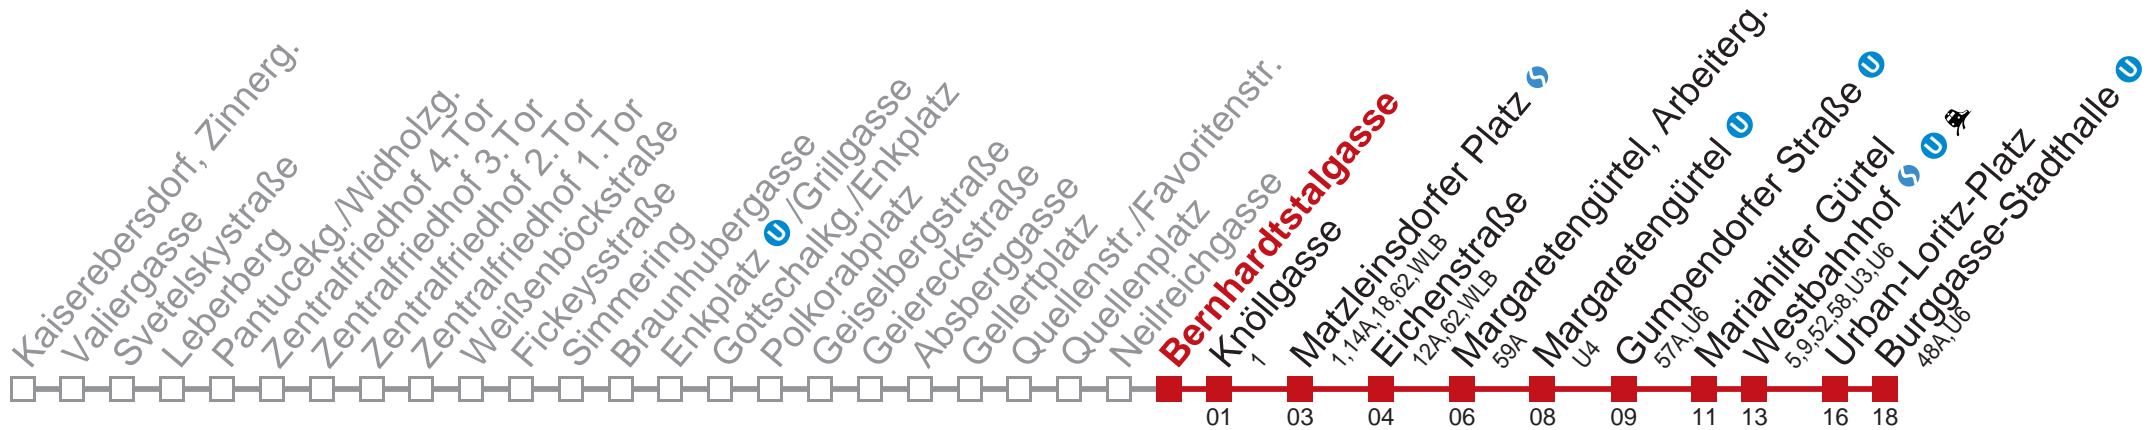 Kaiserebersdorf, Zinnerg.
Valiergasse
Svetelskystraße
Leberberg
Pantucekg./Widholzg.
Zentralfriedhof 4. Tor
Zentralfriedhof 3. Tor
Zentralfriedhof 2. Tor
Zentralfriedhof 1. Tor
Weißenböckstraße
Fickeysstraße
Simmering
Braunhubergasse
Enkplatz U /Grillgasse
Gottschalkg./Enkplatz
Polkorabplatz
Geiselbergstraße
Geiereckstraße
Absberggasse
Gellertplatz
Quellenstr./Favoritenstr.
Quellenplatz
Neilreichgasse
Bernhardtstalgasse
Knöllgasse
1
Matzleinsdorfer Platz S
1,14A,18,62,WLB
Eichenstraße
12A,62,WLB
Margaretengürtel, Arbeiterg.
59A
Margaretengürtel U
U4
Gumpendorfer Straße U
57A,U6
Mariahilfer Gürtel
Westbahnhof S U
5,9,52,58,U3,U6
Urban-Loritz-Platz
Burggasse-Stadthalle U
48A,U6
01 03 04 06 08 09 11 13 16 18